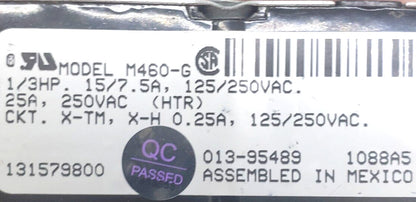 MODEL M460-G
1/3HP. 15/7.5A, 125/250VAC.
25A, 250VAC (HTR)
CKT. X-TM, X-H 0.25A, 125/250VAC.
QC
PASSED
013-95489 1088A5
131579800 ASSEMBLED IN MEXICO